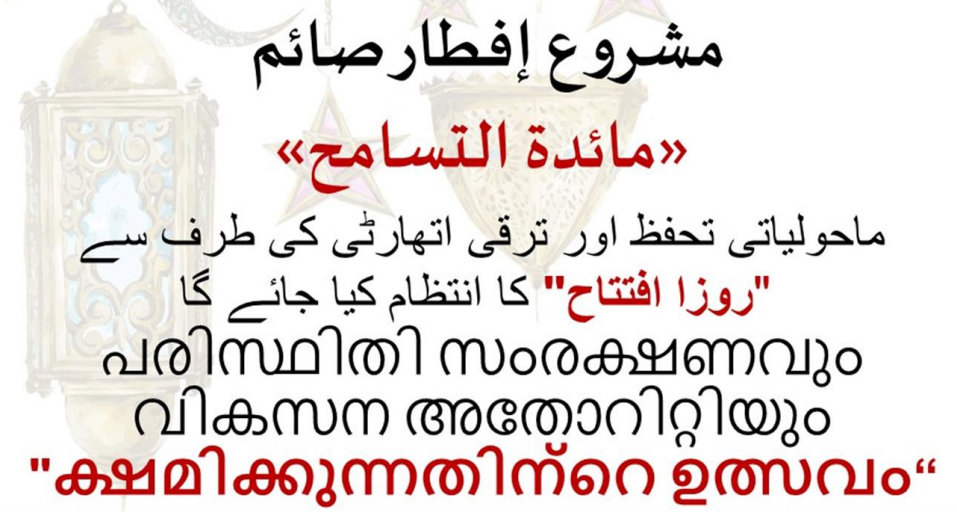 مشروع إفطار صائم
«مائدة التسامح»
ماحولیاتی تحفظ اور ترقی اتھارٹی کی طرف سے
"روزا افتتاح" کا انتظام کیا جائے گا
പരിസ്ഥിതി സംരക്ഷണവും
വികസന അതോറിറ്റിയും
"ക്ഷമിക്കുന്നതിന്റെ ഉത്സവം“